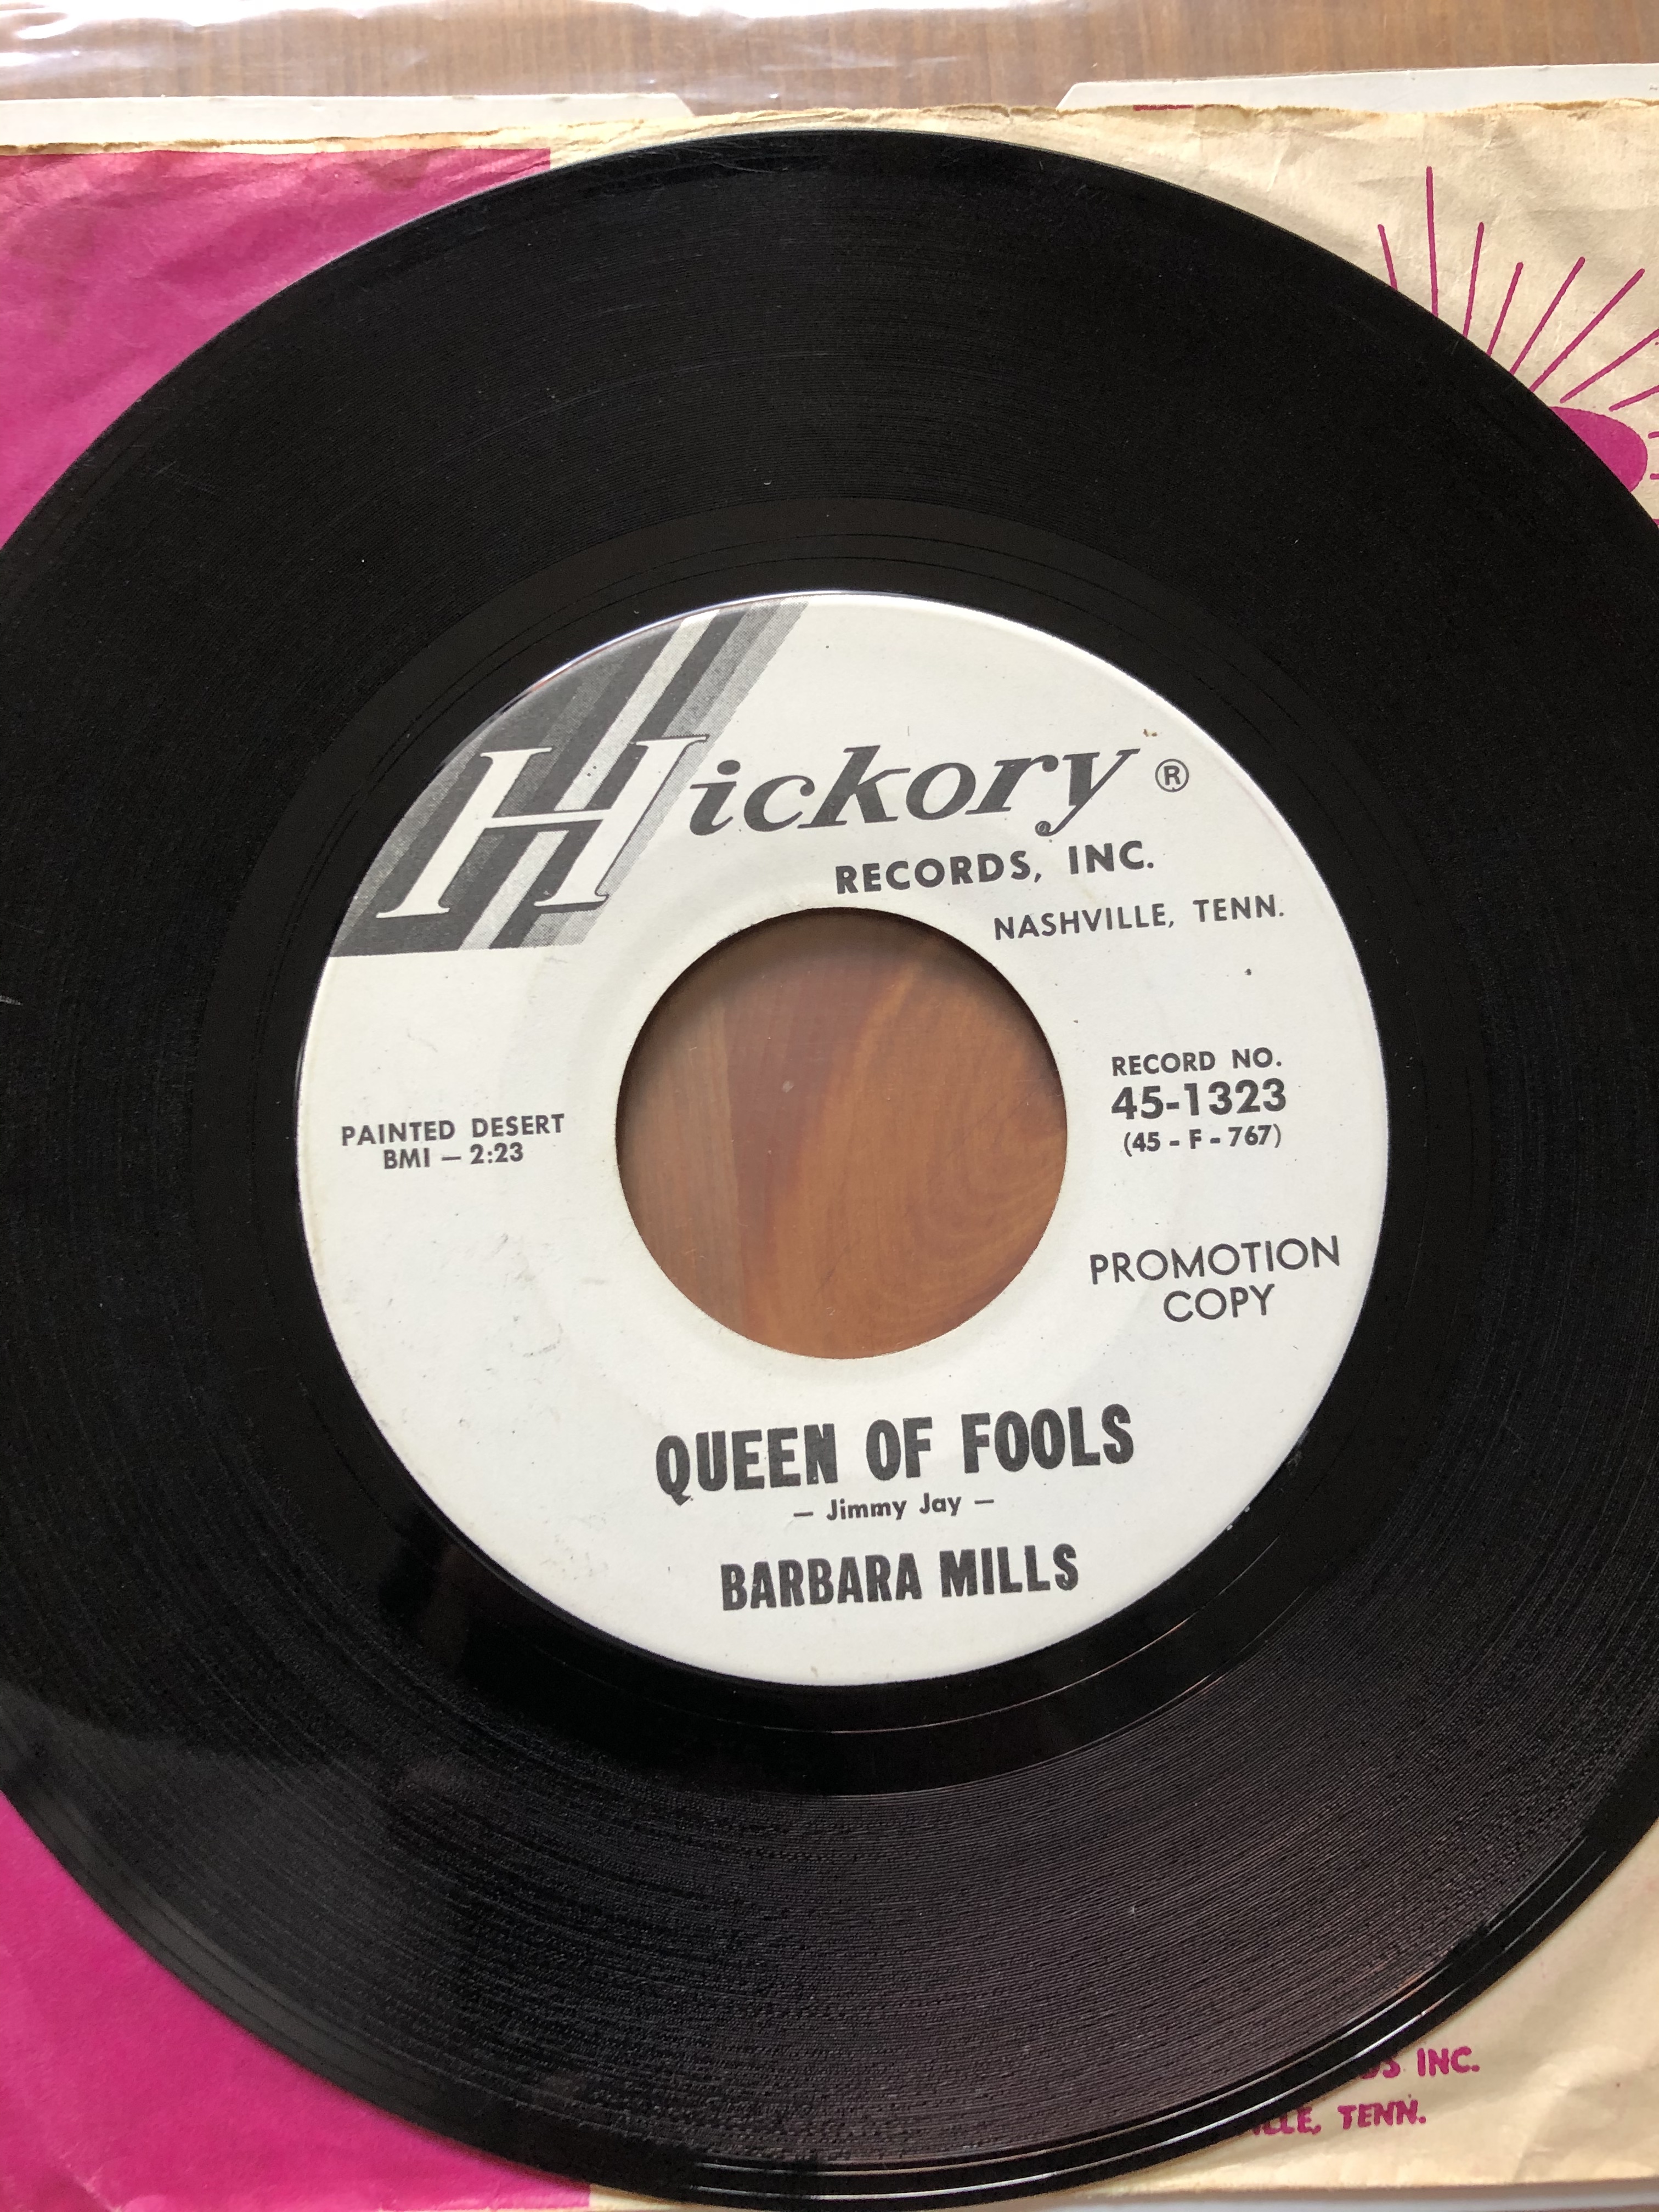 Hickory ®
RECORDS, INC.
NASHVILLE, TENN.
RECORD NO.
45-1323
(45 - F - 767)
PAINTED DESERT
BMI — 2:23
PROMOTION
COPY
QUEEN OF FOOLS
— Jimmy Jay —
BARBARA MILLS
INC.
TENN.